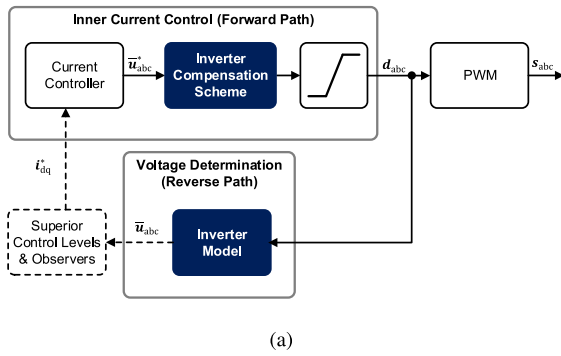 Inner Current Control (Forward Path)
Current
Controller
ū*abc
Inverter
Compensation
Scheme
dabc
PWM
sabc
i*dq
Voltage Determination
(Reverse Path)
Superior
Control Levels
& Observers
ūabc
Inverter
Model
(a)